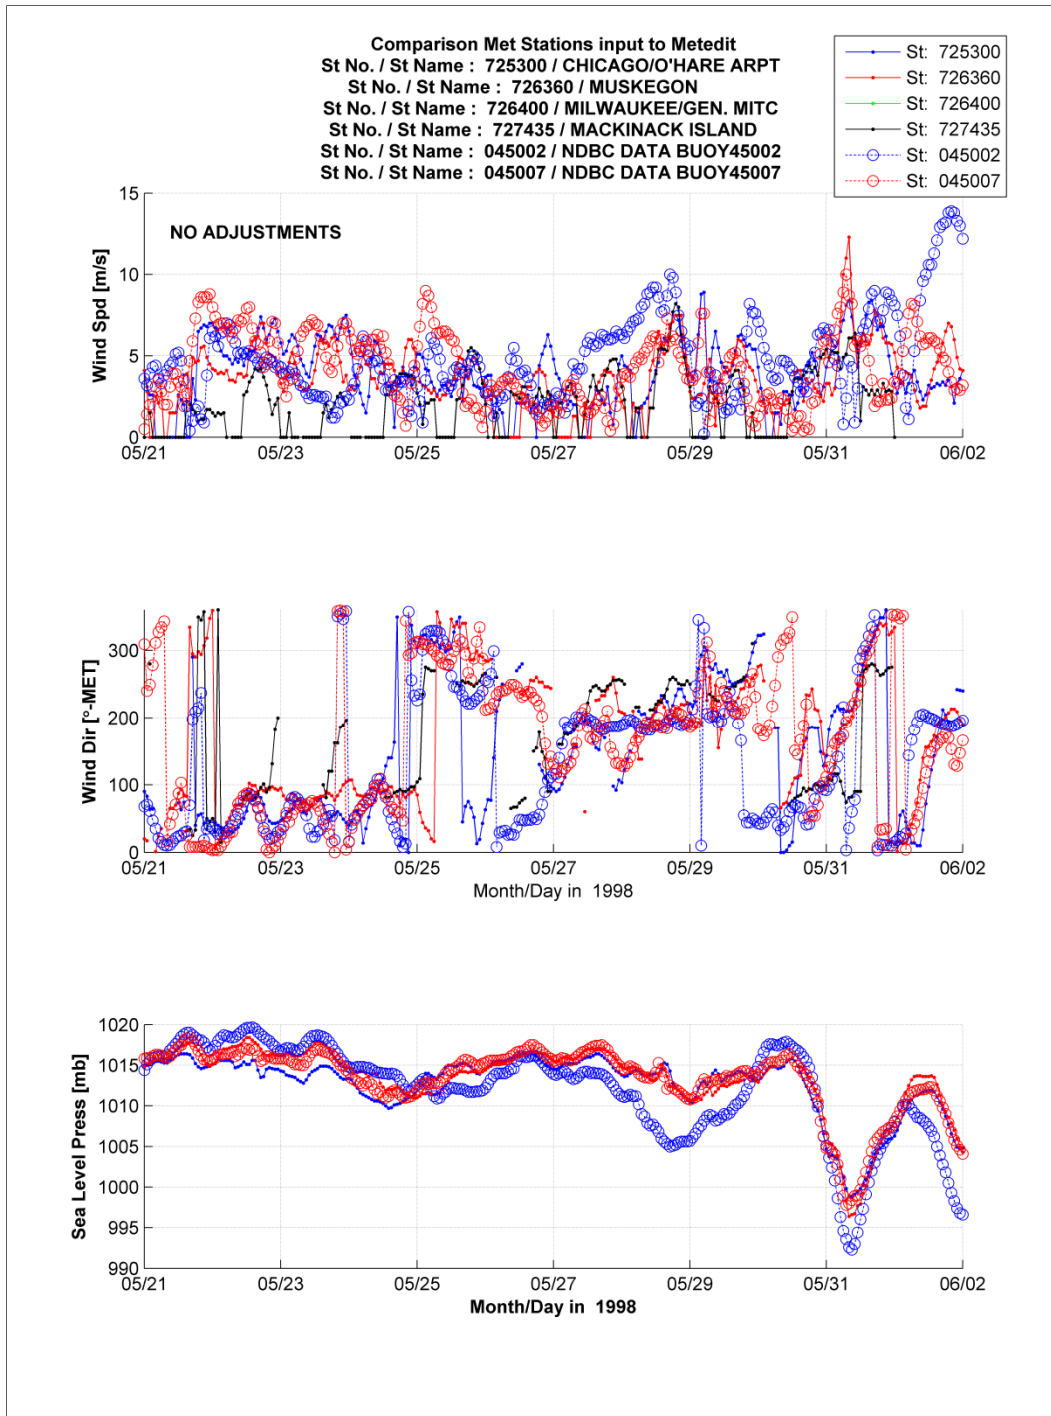 Comparison Met Stations input to Metedit
St No. / St Name : 725300 / CHICAGO/O'HARE ARPT
St No. / St Name : 726360 / MUSKEGON
St No. / St Name : 726400 / MILWAUKEE/GEN. MITC
St No. / St Name : 727435 / MACKINACK ISLAND
St No. / St Name : 045002 / NDBC DATA BUOY45002
St No. / St Name : 045007 / NDBC DATA BUOY45007
St: 725300
St: 726360
St: 726400
St: 727435
St: 045002
St: 045007
NO ADJUSTMENTS
Wind Spd [m/s]
15
10
5
0
05/21 05/23 05/25 05/27 05/29 05/31 06/02
Wind Dir [°-MET]
300
200
100
0
05/21 05/23 05/25 05/27 05/29 05/31 06/02
Month/Day in 1998
Sea Level Press [mb]
1020
1015
1010
1005
1000
995
990
05/21 05/23 05/25 05/27 05/29 05/31 06/02
Month/Day in 1998